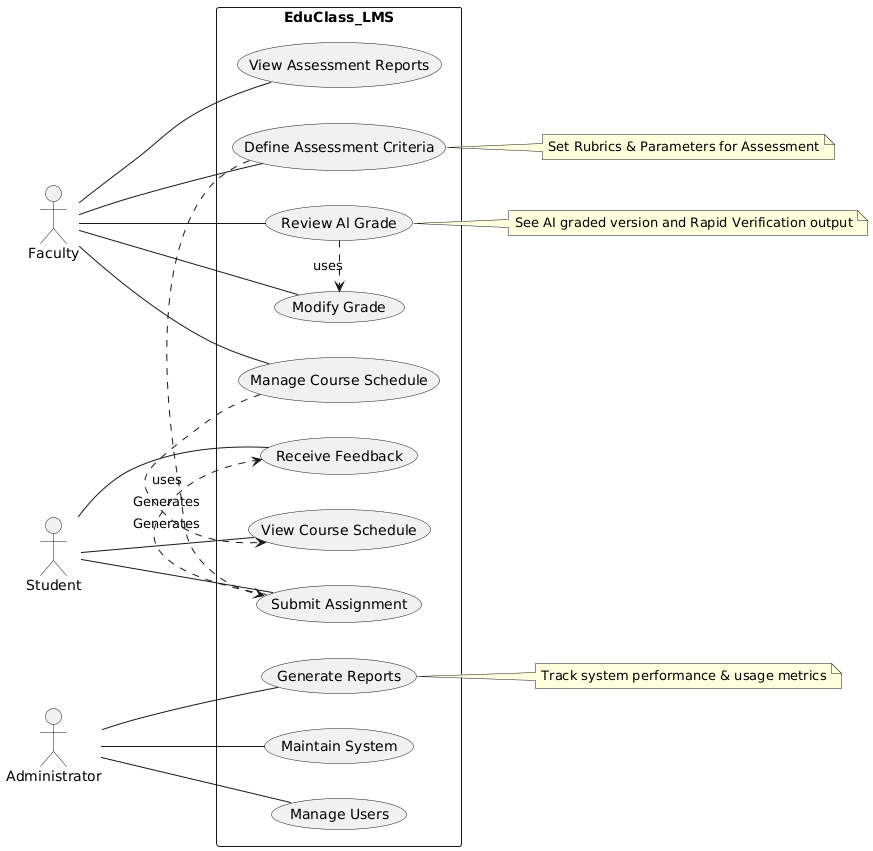 EduClass_LMS
View Assessment Reports
Define Assessment Criteria
Set Rubrics & Parameters for Assessment
Review AI Grade
See AI graded version and Rapid Verification output
Faculty
uses
Modify Grade
Manage Course Schedule
Receive Feedback
uses
Generates
Generates
View Course Schedule
Student
Submit Assignment
Generate Reports
Track system performance & usage metrics
Maintain System
Administrator
Manage Users